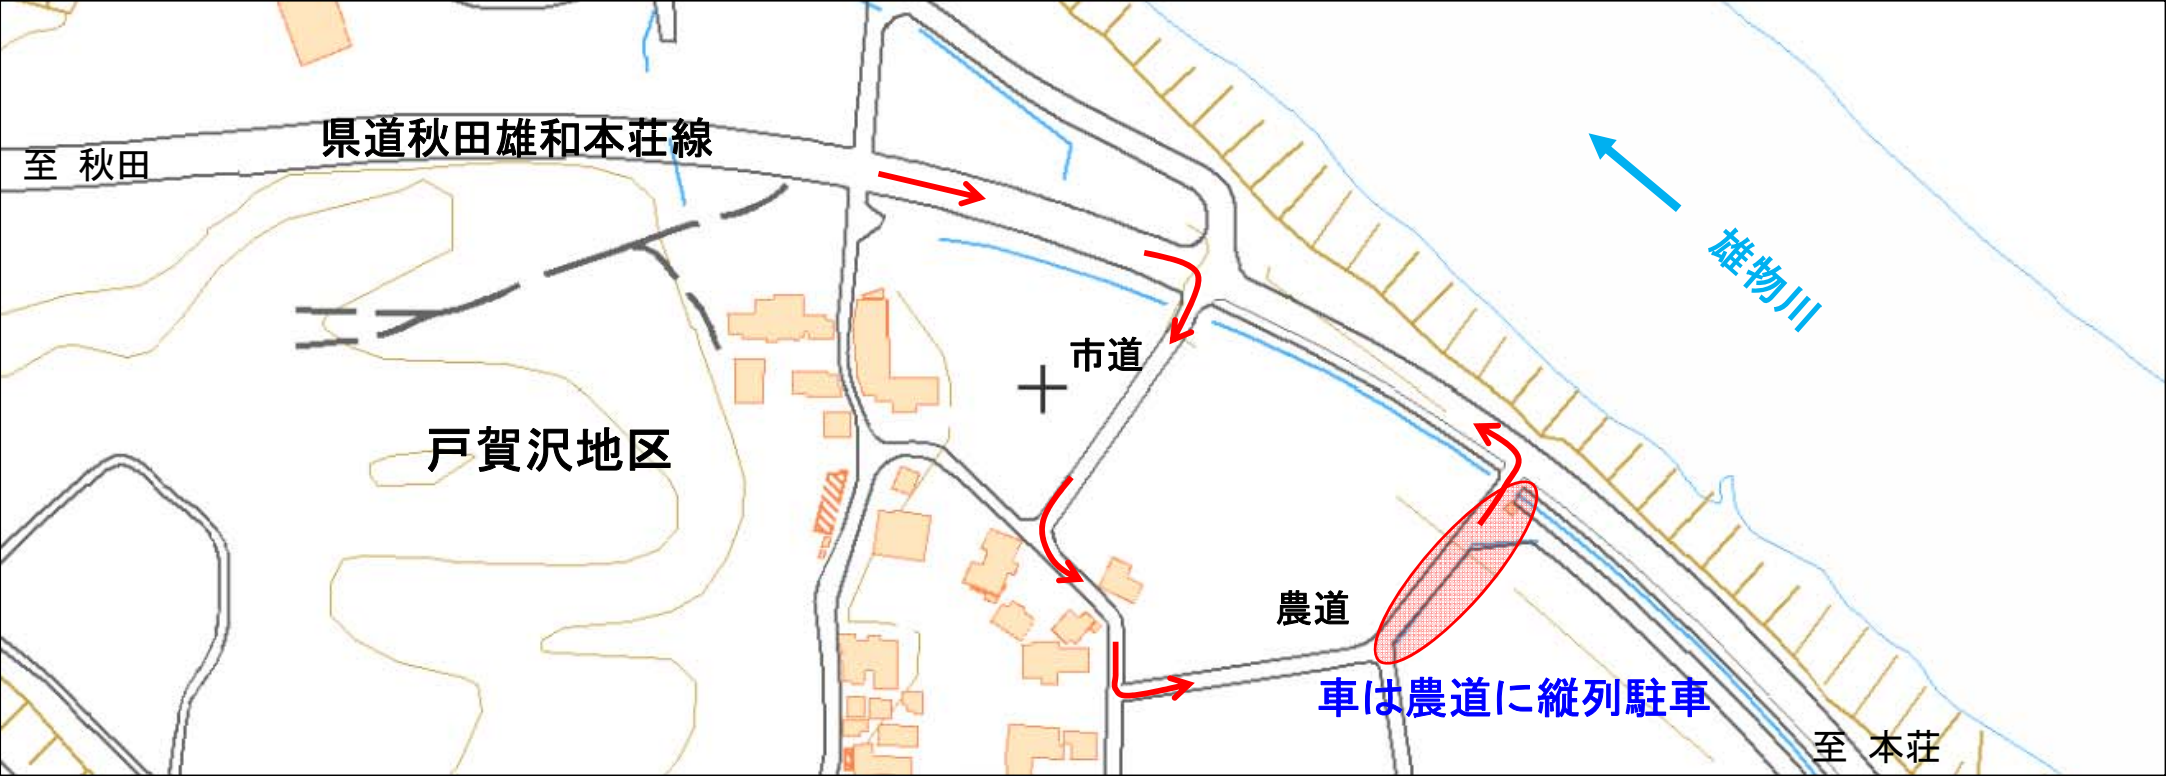 県道秋田雄和本荘線
至 秋田
雄物川
市道
戸賀沢地区
農道
車は農道に縦列駐車
至 本荘